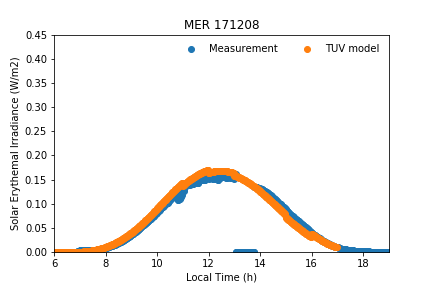 MER 171208
Measurement
TUV model
0.45
0.40
0.35
0.30
0.25
0.20
0.15
0.10
0.05
0.00
Solar Erythemal Irradiance (W/m2)
6 8 10 12 14 16 18
Local Time (h)